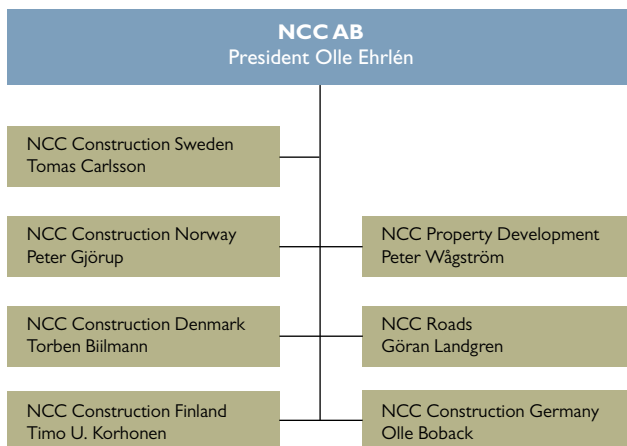 NCC AB
President Olle Ehrlén
NCC Construction Sweden
Tomas Carlsson
NCC Construction Norway
Peter Gjörup
NCC Property Development
Peter Wågström
NCC Construction Denmark
Torben Biilmann
NCC Roads
Göran Landgren
NCC Construction Finland
Timo U. Korhonen
NCC Construction Germany
Olle Boback